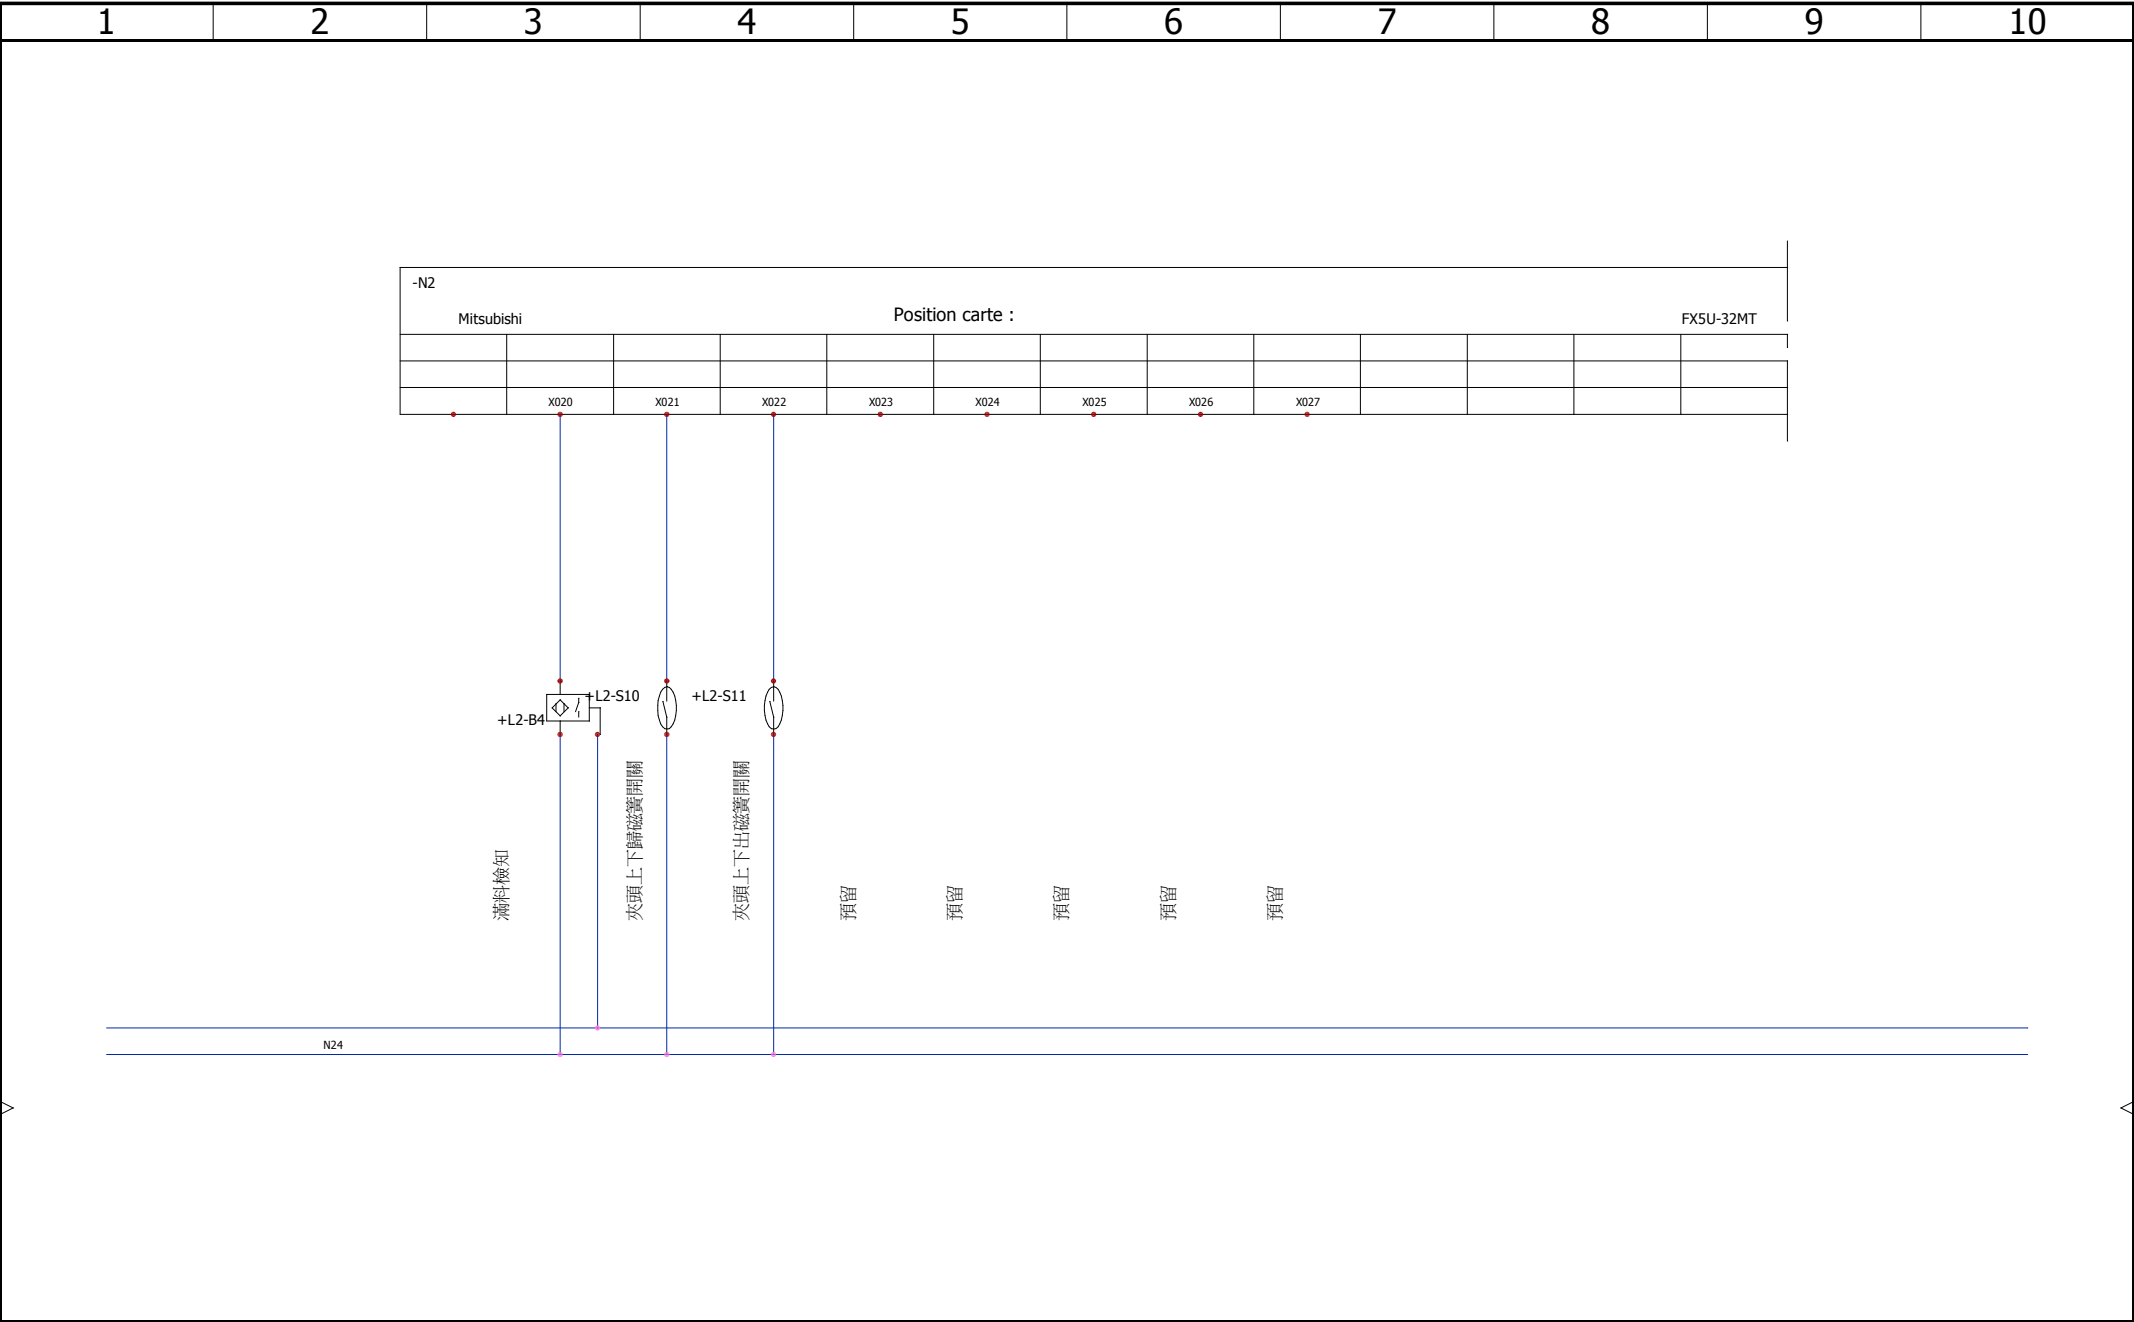 1 2 3 4 5 6 7 8 9 10
-N2
Mitsubishi Position carte : FX5U-32MT
X020 X021 X022 X023 X024 X025 X026 X027
+L2-S10 +L2-S11
+L2-B4
滿料檢知
夾頭上下歸磁簧開關
夾頭上下出磁簧開關
預留
預留
預留
預留
預留
N24